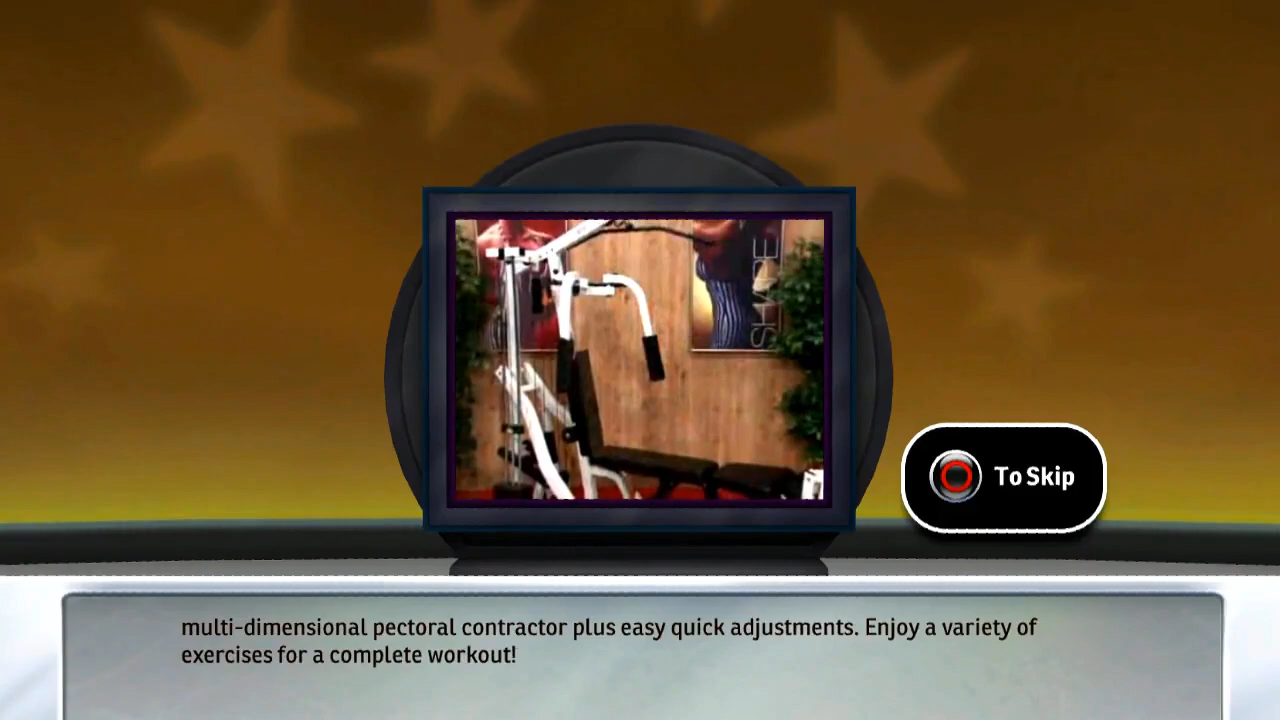 SHAPE
To Skip
multi-dimensional pectoral contractor plus easy quick adjustments. Enjoy a variety of
exercises for a complete workout!